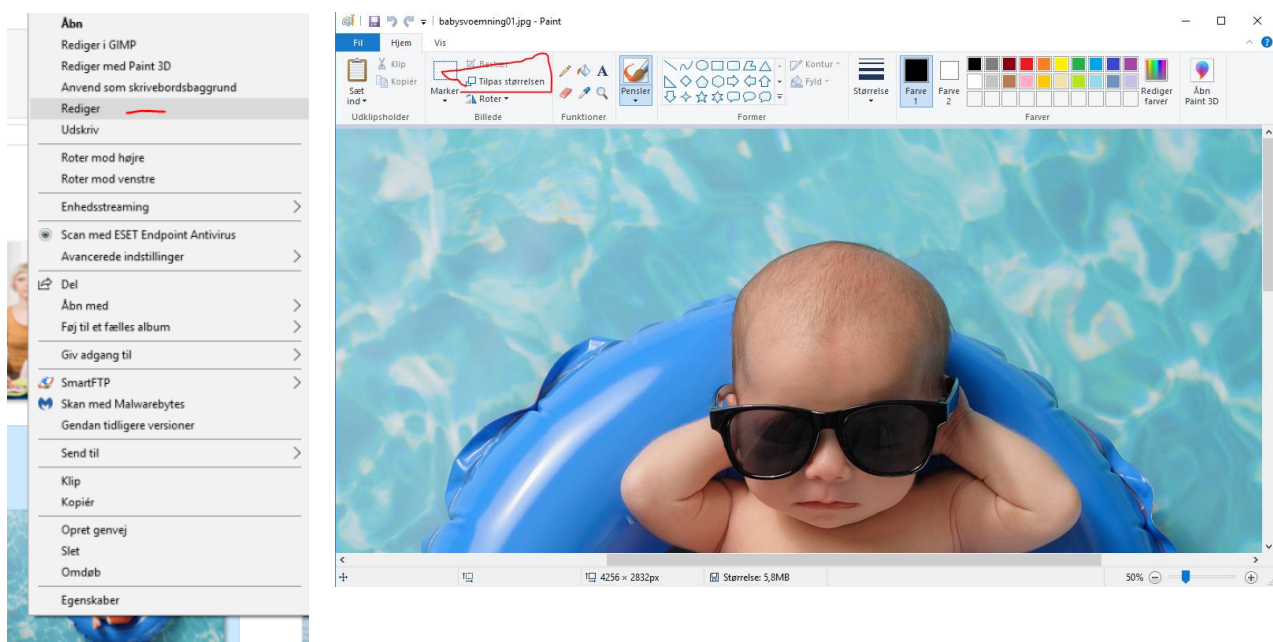 Åbn
Rediger i GIMP
Rediger med Paint 3D
Anvend som skrivebordsbaggrund
Rediger
Udskriv
Roter mod højre
Roter mod venstre
Enhedsstreaming
Scan med ESET Endpoint Antivirus
Avancerede indstillinger
Del
Åbn med
Føj til et fælles album
Giv adgang til
SmartFTP
Skan med Malwarebytes
Gendan tidligere versioner
Send til
Klip
Kopiér
Opret genvej
Slet
Omdøb
Egenskaber
babysvoemning01.jpg - Paint
Fil Hjem Vis
Sæt ind
Klip
Kopiér
Udklipsholder
Marker
Beskær
Tilpas størrelsen
Roter
Billede
A
Funktioner
Pensler
Kontur
Fyld
Former
Størrelse
Farve 1
Farve 2
Rediger farver
Farver
Åbn Paint 3D
4256 × 2832px
Størrelse: 5,8MB
50%